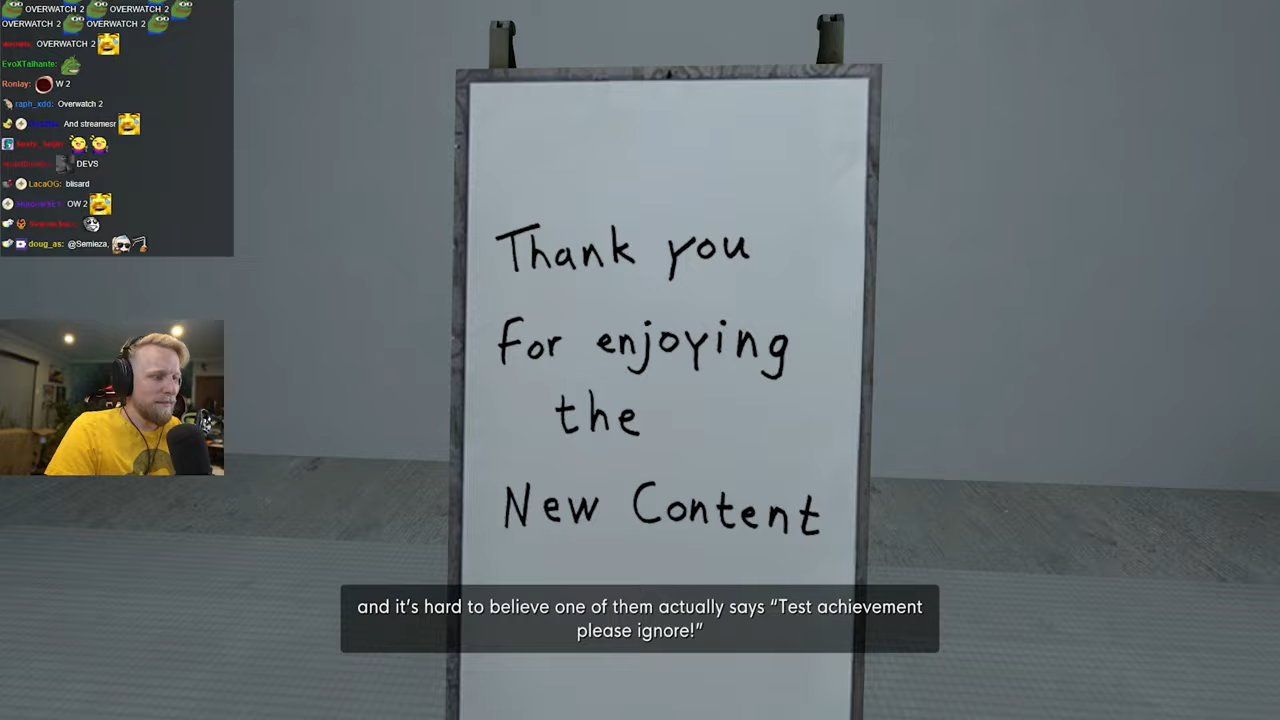 OVERWATCH 2 OVERWATCH 2
OVERWATCH 2 OVERWATCH 2
OVERWATCH 2
EvoXTalhante:
Ronlay: W 2
raph_xdd: Overwatch 2
And streamesr
DEVS
LacaOG: blisard
OW 2
doug_as: @Semieza,
Thank you
for enjoying
the
New Content
and it's hard to believe one of them actually says “Test achievement
please ignore!”